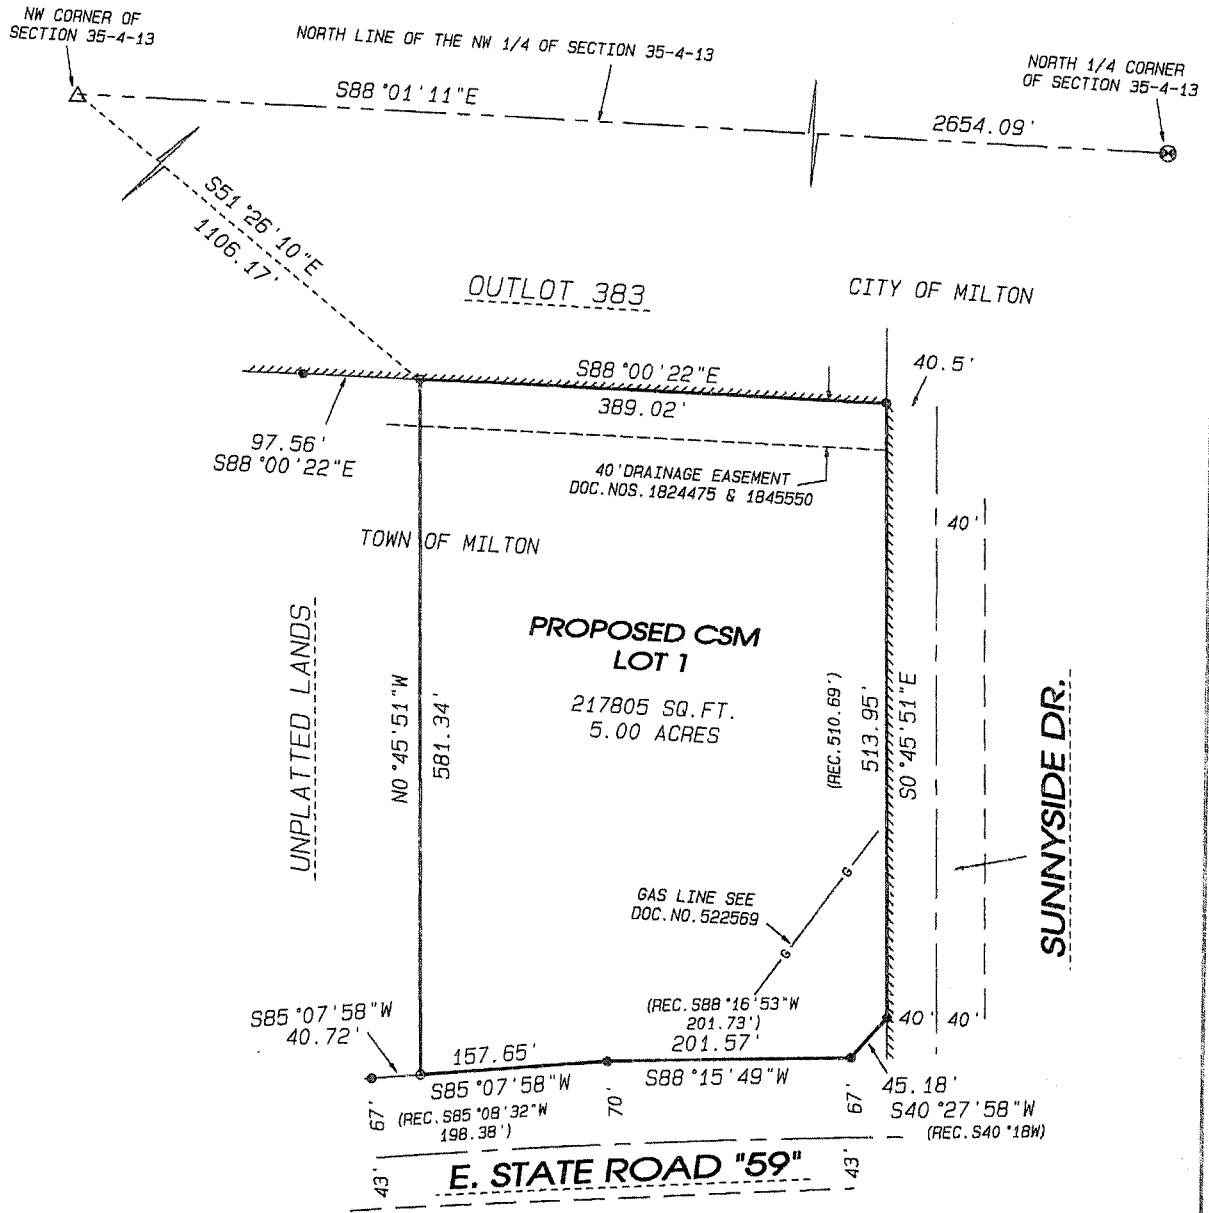 NW CORNER OF
SECTION 35-4-13
NORTH LINE OF THE NW 1/4 OF SECTION 35-4-13
NORTH 1/4 CORNER
OF SECTION 35-4-13
S88°01'11"E
2654.09'
S51°26'10"E
1106.17'
OUTLOT 383
CITY OF MILTON
S88°00'22"E
40.5'
389.02'
97.56'
S88°00'22"E
40'DRAINAGE EASEMENT
DOC.NOS.1824475 & 1845550
40'
TOWN OF MILTON
PROPOSED CSM
LOT 1
217805 SQ.FT.
5.00 ACRES
UNPLATTED LANDS
N0°45'51"W
581.34'
(REC.510.69')
513.95'
S0°45'51"E
SUNNYSIDE DR.
GAS LINE SEE
DOC.NO.522569
G
G
(REC.S88°16'53"W
201.73')
201.57'
S88°15'49"W
40'
40'
S85°07'58"W
40.72'
157.65'
S85°07'58"W
(REC.S85°08'32"W
198.38')
67'
70'
67'
45.18'
S40°27'58"W
(REC.S40°18W)
43'
E. STATE ROAD "59"
43'